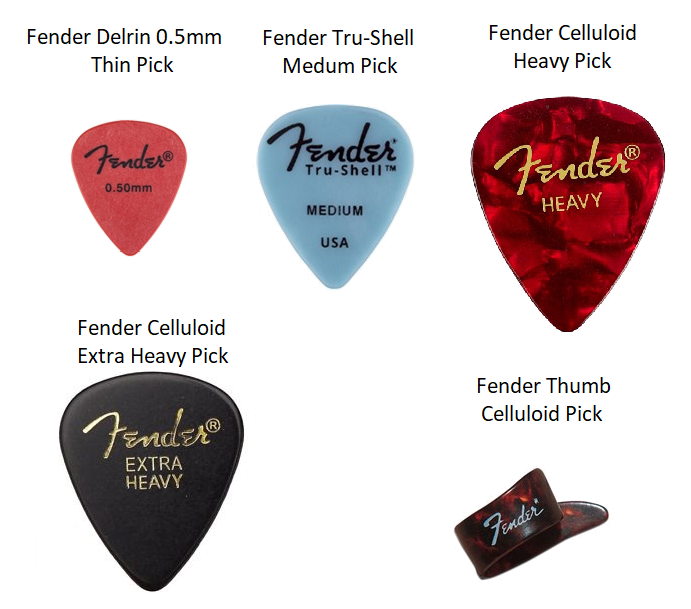 Fender Delrin 0.5mm
Thin Pick
Fender Tru-Shell
Medum Pick
Fender Celluloid
Heavy Pick
Fender®
0.50mm
Fender®
Tru-Shell™
MEDIUM
USA
Fender®
HEAVY
Fender Celluloid
Extra Heavy Pick
Fender Thumb
Celluloid Pick
Fender®
EXTRA
HEAVY
Fender®